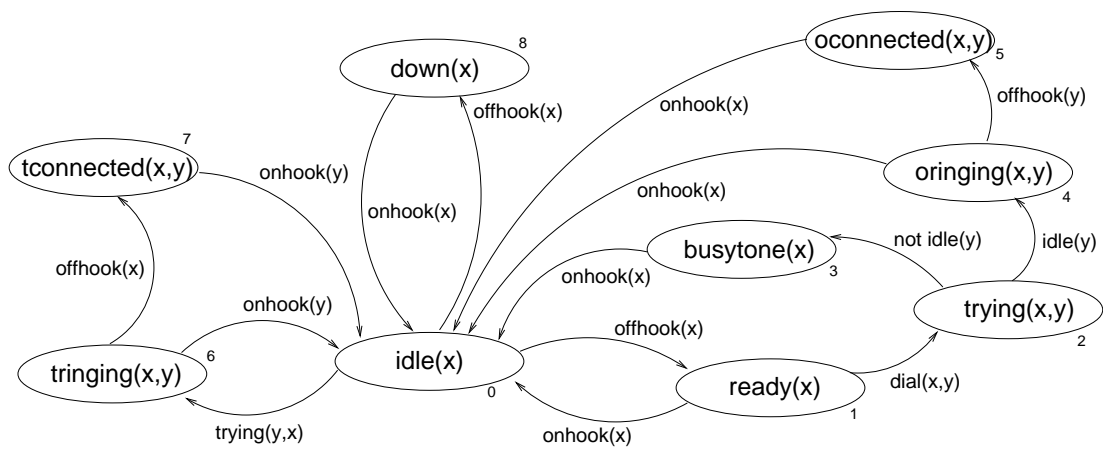 oconnected(x,y)
5
8
down(x)
offhook(x)
onhook(x)
offhook(y)
7
tconnected(x,y)
onhook(y)
oringing(x,y)
4
onhook(x)
onhook(x)
not idle(y)
idle(y)
busytone(x)
3
onhook(x)
offhook(x)
onhook(y)
trying(x,y)
2
offhook(x)
6
tringing(x,y)
idle(x)
0
ready(x)
1
dial(x,y)
trying(y,x)
onhook(x)